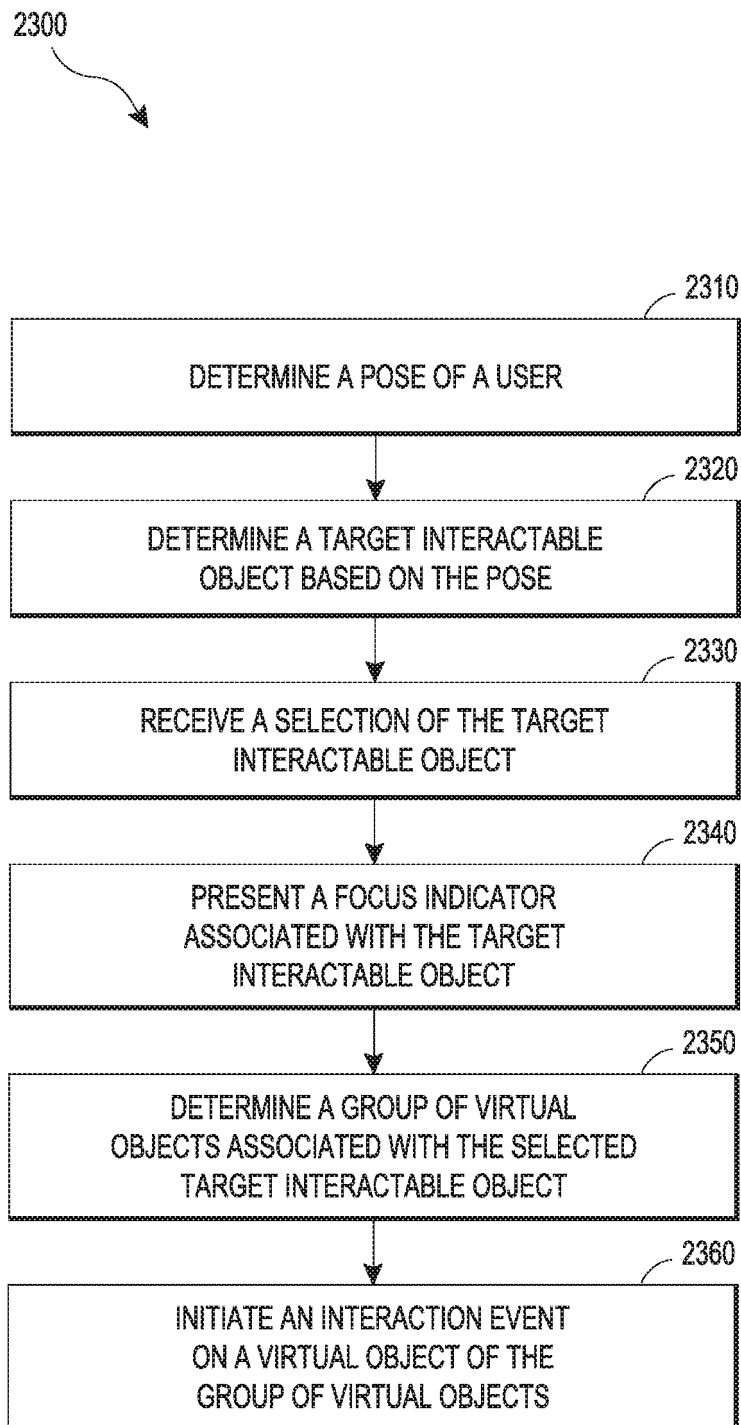 2300
2310
DETERMINE A POSE OF A USER
2320
DETERMINE A TARGET INTERACTABLE
OBJECT BASED ON THE POSE
2330
RECEIVE A SELECTION OF THE TARGET
INTERACTABLE OBJECT
2340
PRESENT A FOCUS INDICATOR
ASSOCIATED WITH THE TARGET
INTERACTABLE OBJECT
2350
DETERMINE A GROUP OF VIRTUAL
OBJECTS ASSOCIATED WITH THE SELECTED
TARGET INTERACTABLE OBJECT
2360
INITIATE AN INTERACTION EVENT
ON A VIRTUAL OBJECT OF THE
GROUP OF VIRTUAL OBJECTS